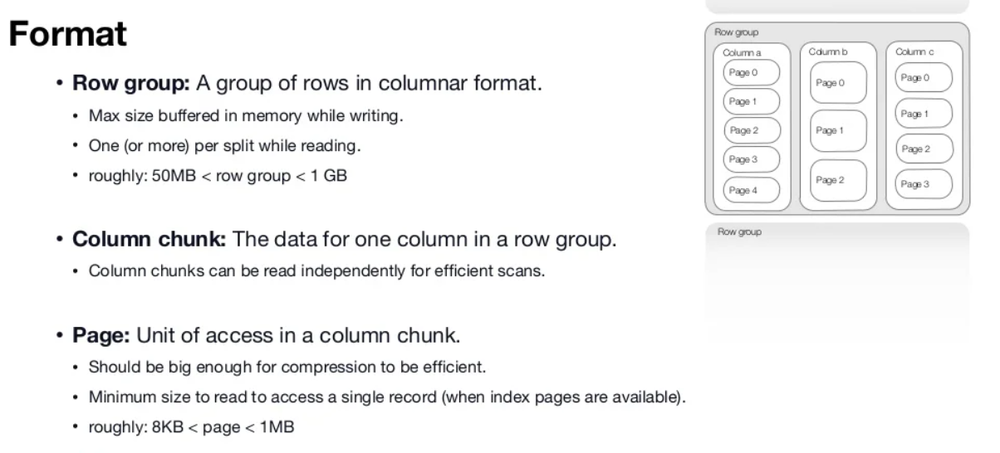 Format
• Row group: A group of rows in columnar format.
• Max size buffered in memory while writing.
• One (or more) per split while reading.
• roughly: 50MB < row group < 1 GB
• Column chunk: The data for one column in a row group.
• Column chunks can be read independently for efficient scans.
• Page: Unit of access in a column chunk.
• Should be big enough for compression to be efficient.
• Minimum size to read to access a single record (when index pages are available).
• roughly: 8KB < page < 1MB
Row group
Column a
Page 0
Page 1
Page 2
Page 3
Page 4
Column b
Page 0
Page 1
Page 2
Column c
Page 0
Page 1
Page 2
Page 3
Row group